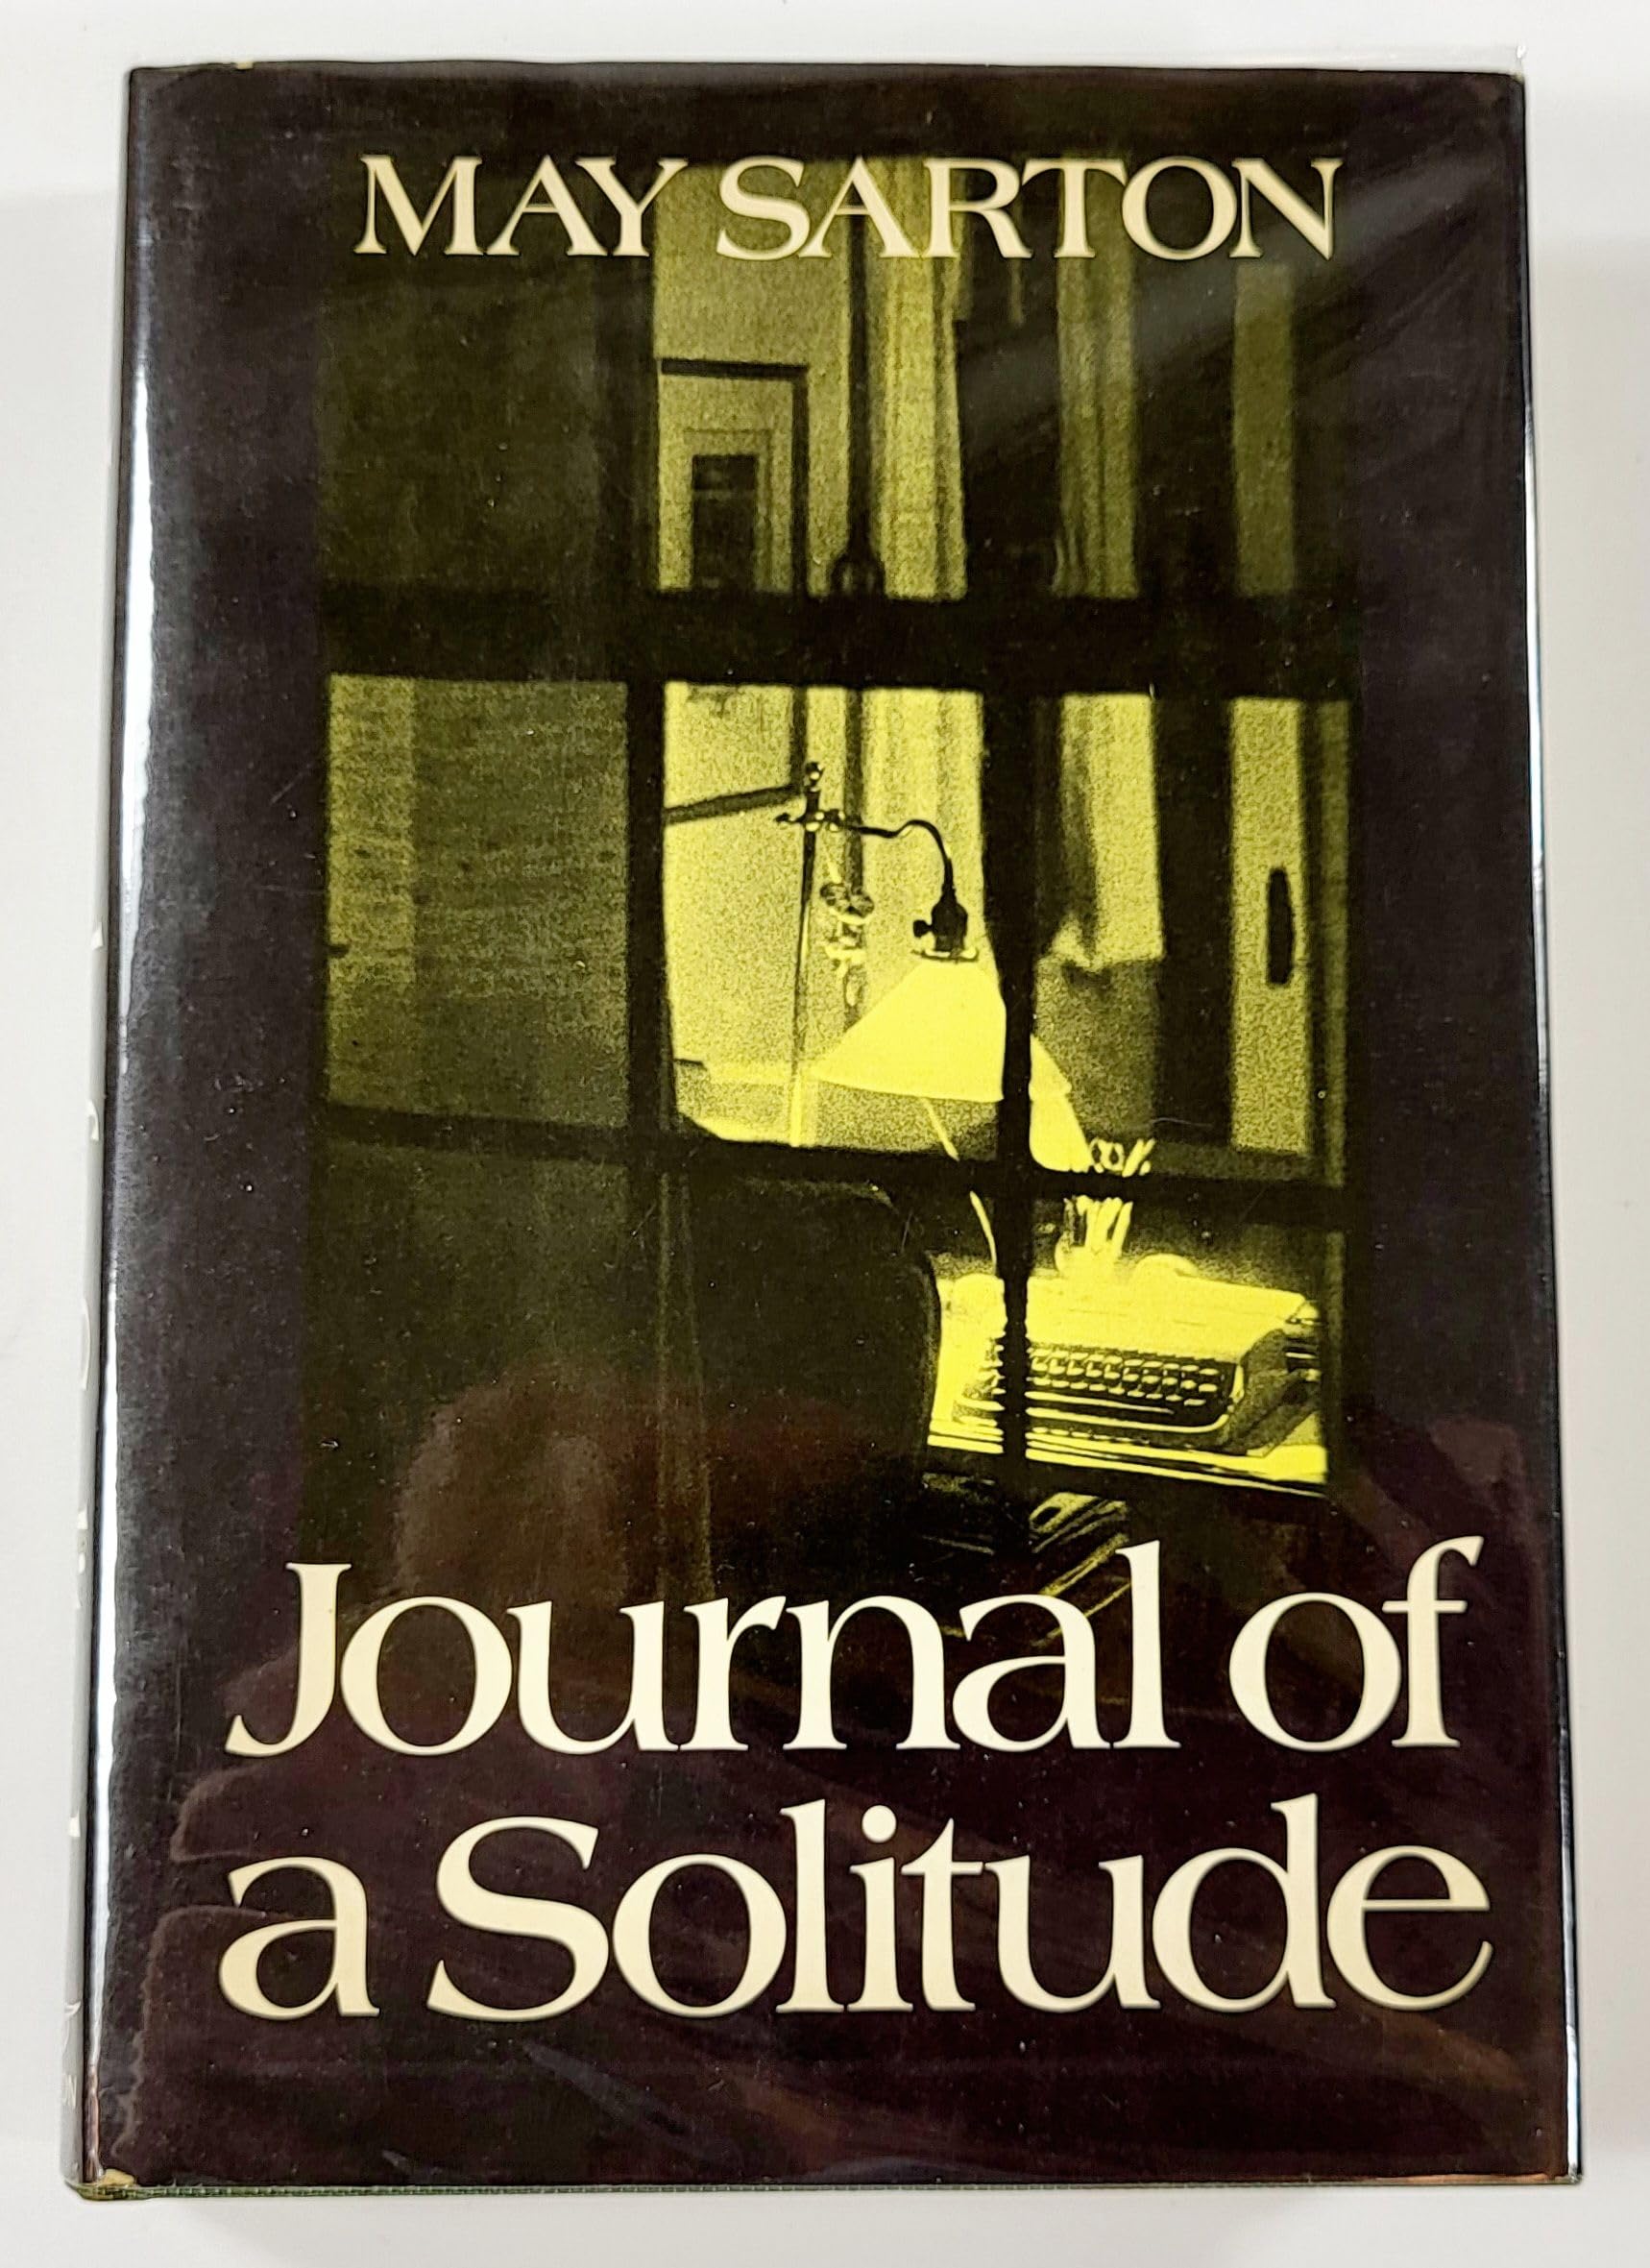 MAY SARTON
Journal of
a Solitude